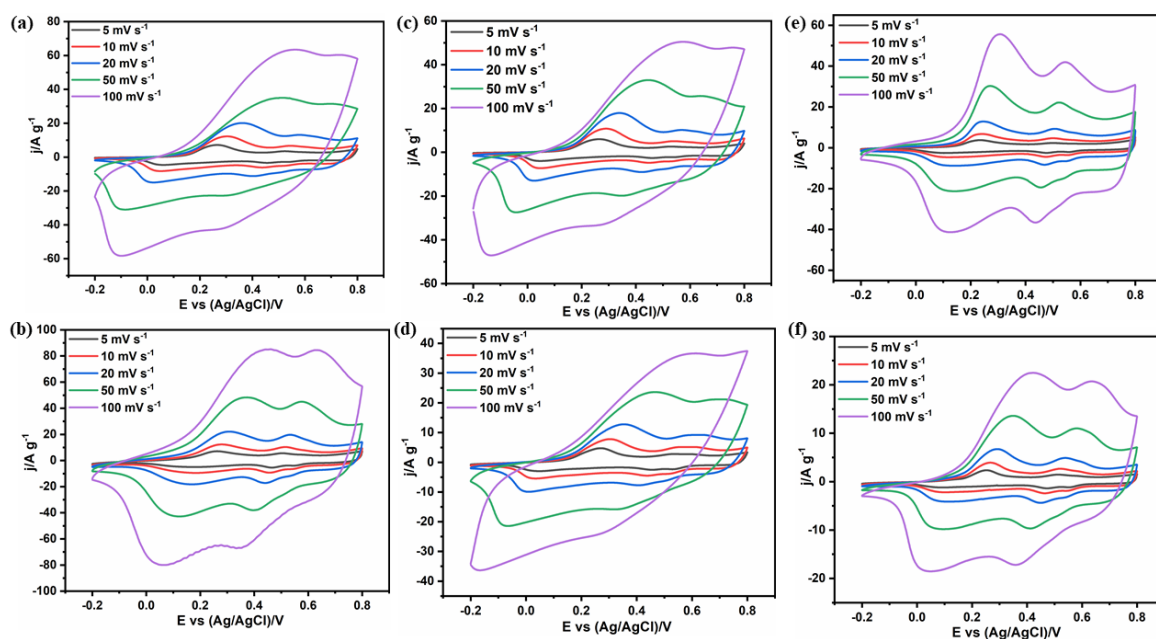 (a)
5 mV s⁻¹
10 mV s⁻¹
20 mV s⁻¹
50 mV s⁻¹
100 mV s⁻¹
j/A g⁻¹
80
60
40
20
0
-20
-40
-60
-0.2 0.0 0.2 0.4 0.6 0.8
E vs (Ag/AgCl)/V
(c)
5 mV s⁻¹
10 mV s⁻¹
20 mV s⁻¹
50 mV s⁻¹
100 mV s⁻¹
j/A g⁻¹
60
40
20
0
-20
-40
-60
-0.2 0.0 0.2 0.4 0.6 0.8
E vs (Ag/AgCl)/V
(e)
5 mV s⁻¹
10 mV s⁻¹
20 mV s⁻¹
50 mV s⁻¹
100 mV s⁻¹
j/A g⁻¹
60
40
20
0
-20
-40
-60
-0.2 0.0 0.2 0.4 0.6 0.8
E vs (Ag/AgCl)/V
(b)
5 mV s⁻¹
10 mV s⁻¹
20 mV s⁻¹
50 mV s⁻¹
100 mV s⁻¹
j/A g⁻¹
100
80
60
40
20
0
-20
-40
-60
-80
-100
-0.2 0.0 0.2 0.4 0.6 0.8
E vs (Ag/AgCl)/V
(d)
5 mV s⁻¹
10 mV s⁻¹
20 mV s⁻¹
50 mV s⁻¹
100 mV s⁻¹
j/A g⁻¹
40
30
20
10
0
-10
-20
-30
-40
-0.2 0.0 0.2 0.4 0.6 0.8
E vs (Ag/AgCl)/V
(f)
5 mV s⁻¹
10 mV s⁻¹
20 mV s⁻¹
50 mV s⁻¹
100 mV s⁻¹
j/A g⁻¹
30
20
10
0
-10
-20
-0.2 0.0 0.2 0.4 0.6 0.8
E vs (Ag/AgCl)/V